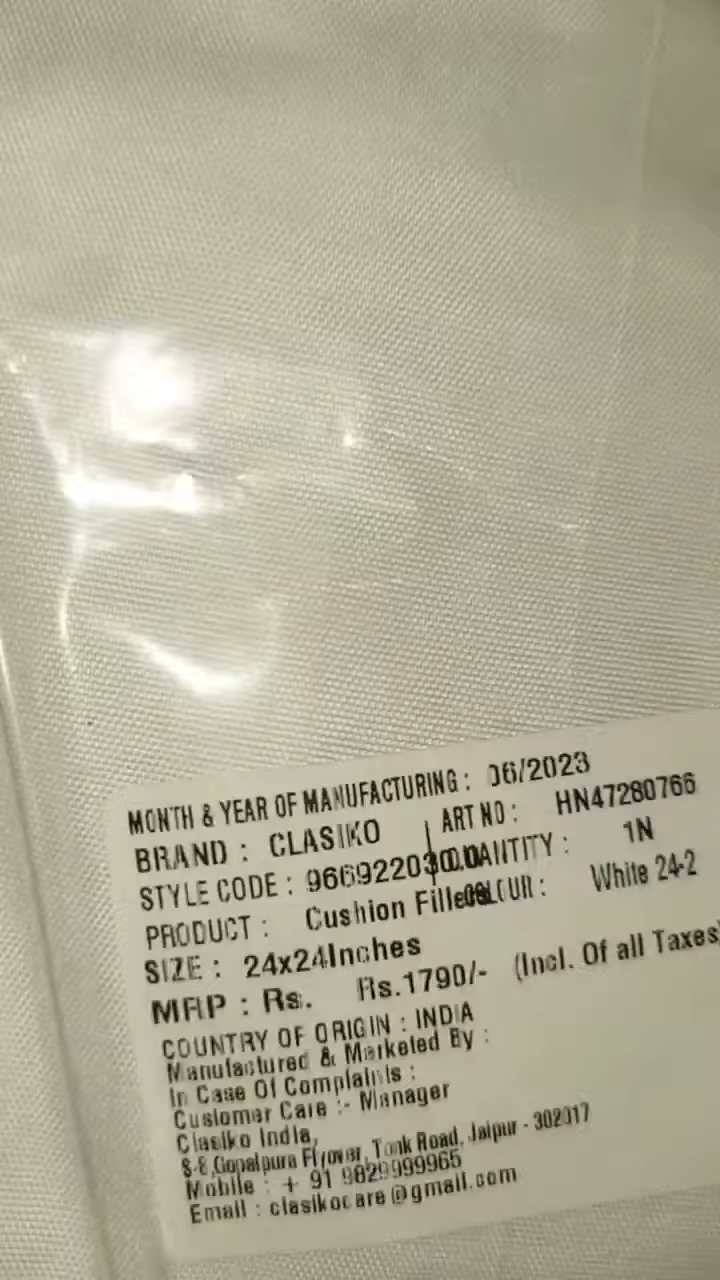 MONTH & YEAR OF MANUFACTURING : 06/2023
BRAND : CLASIKO | ART NO : HN47280766
STYLE CODE : QUANTITY : 1N
PRODUCT : Cushion Fillers COLOUR : White 24-2
SIZE : 24x24Inches
MRP : Rs. Rs.1790/- (Incl. Of all Taxes)
COUNTRY OF ORIGIN : INDIA
Manufactured & Marketed By :
In Case Of Complaints :
Customer Care :- Manager
Clasiko India,
S-8,Gopalpura Flyover, Tonk Road, Jaipur - 302017
Mobile : + 91 9829999965
Email : clasikocare@gmail.com